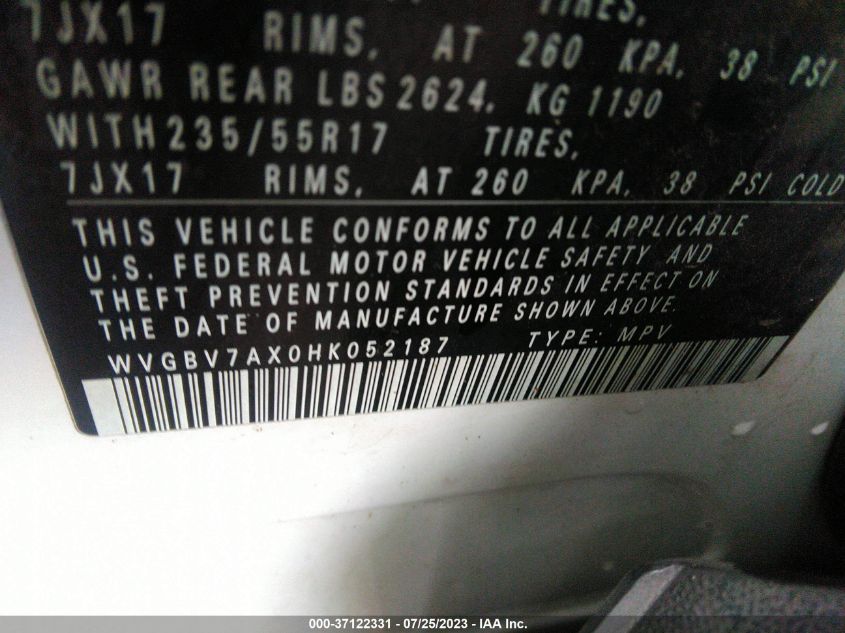 TIRES,
7JX17 RIMS, AT 260 KPA, 38 PSI
GAWR REAR LBS 2624, KG 1190
WITH 235/55R17 TIRES,
7JX17 RIMS, AT 260 KPA, 38 PSI COLD
THIS VEHICLE CONFORMS TO ALL APPLICABLE
U.S. FEDERAL MOTOR VEHICLE SAFETY AND
THEFT PREVENTION STANDARDS IN EFFECT ON
THE DATE OF MANUFACTURE SHOWN ABOVE.
WVGBV7AX0HK052187 TYPE: MPV
000-37122331 - 07/25/2023 - IAA Inc.